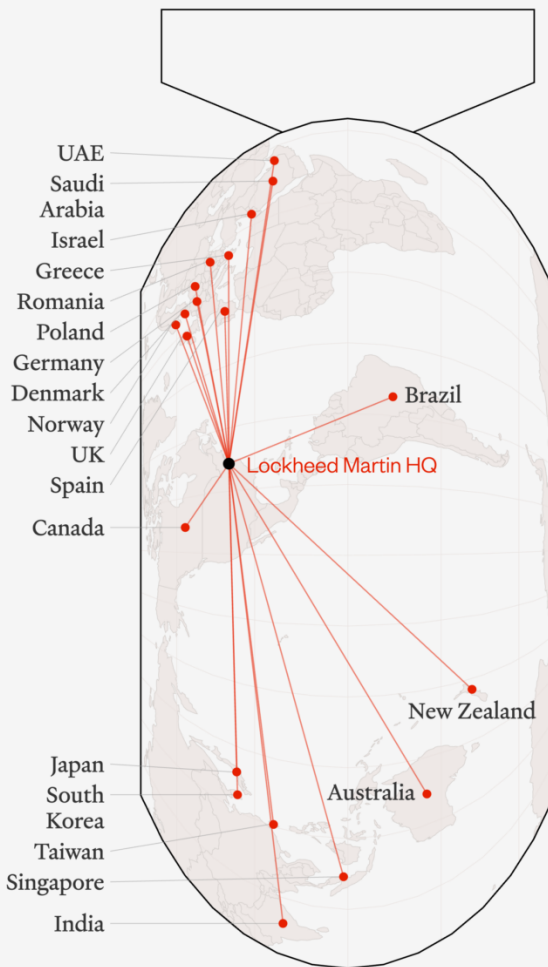 UAE
Saudi
Arabia
Israel
Greece
Romania
Poland
Germany
Denmark
Norway
UK
Spain
Brazil
Lockheed Martin HQ
Canada
New Zealand
Japan
South
Korea
Australia
Taiwan
Singapore
India